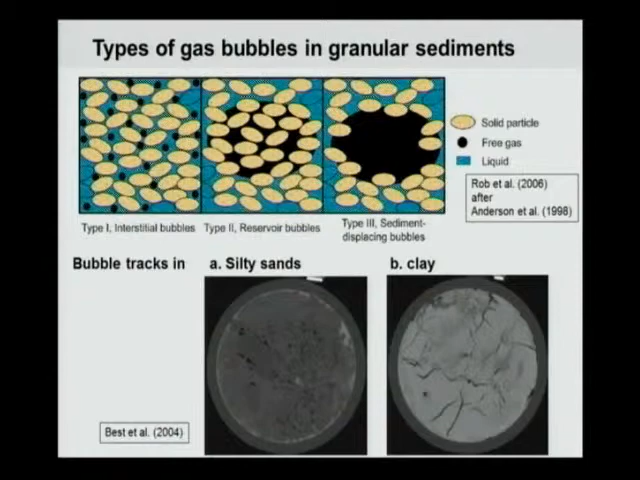 Types of gas bubbles in granular sediments
Solid particle
Free gas
Liquid
Rob et al. (2006)
after
Anderson et al. (1998)
Type I, Interstitial bubbles
Type II, Reservoir bubbles
Type III, Sediment-
displacing bubbles
Bubble tracks in
a. Silty sands
b. clay
Best et al. (2004)